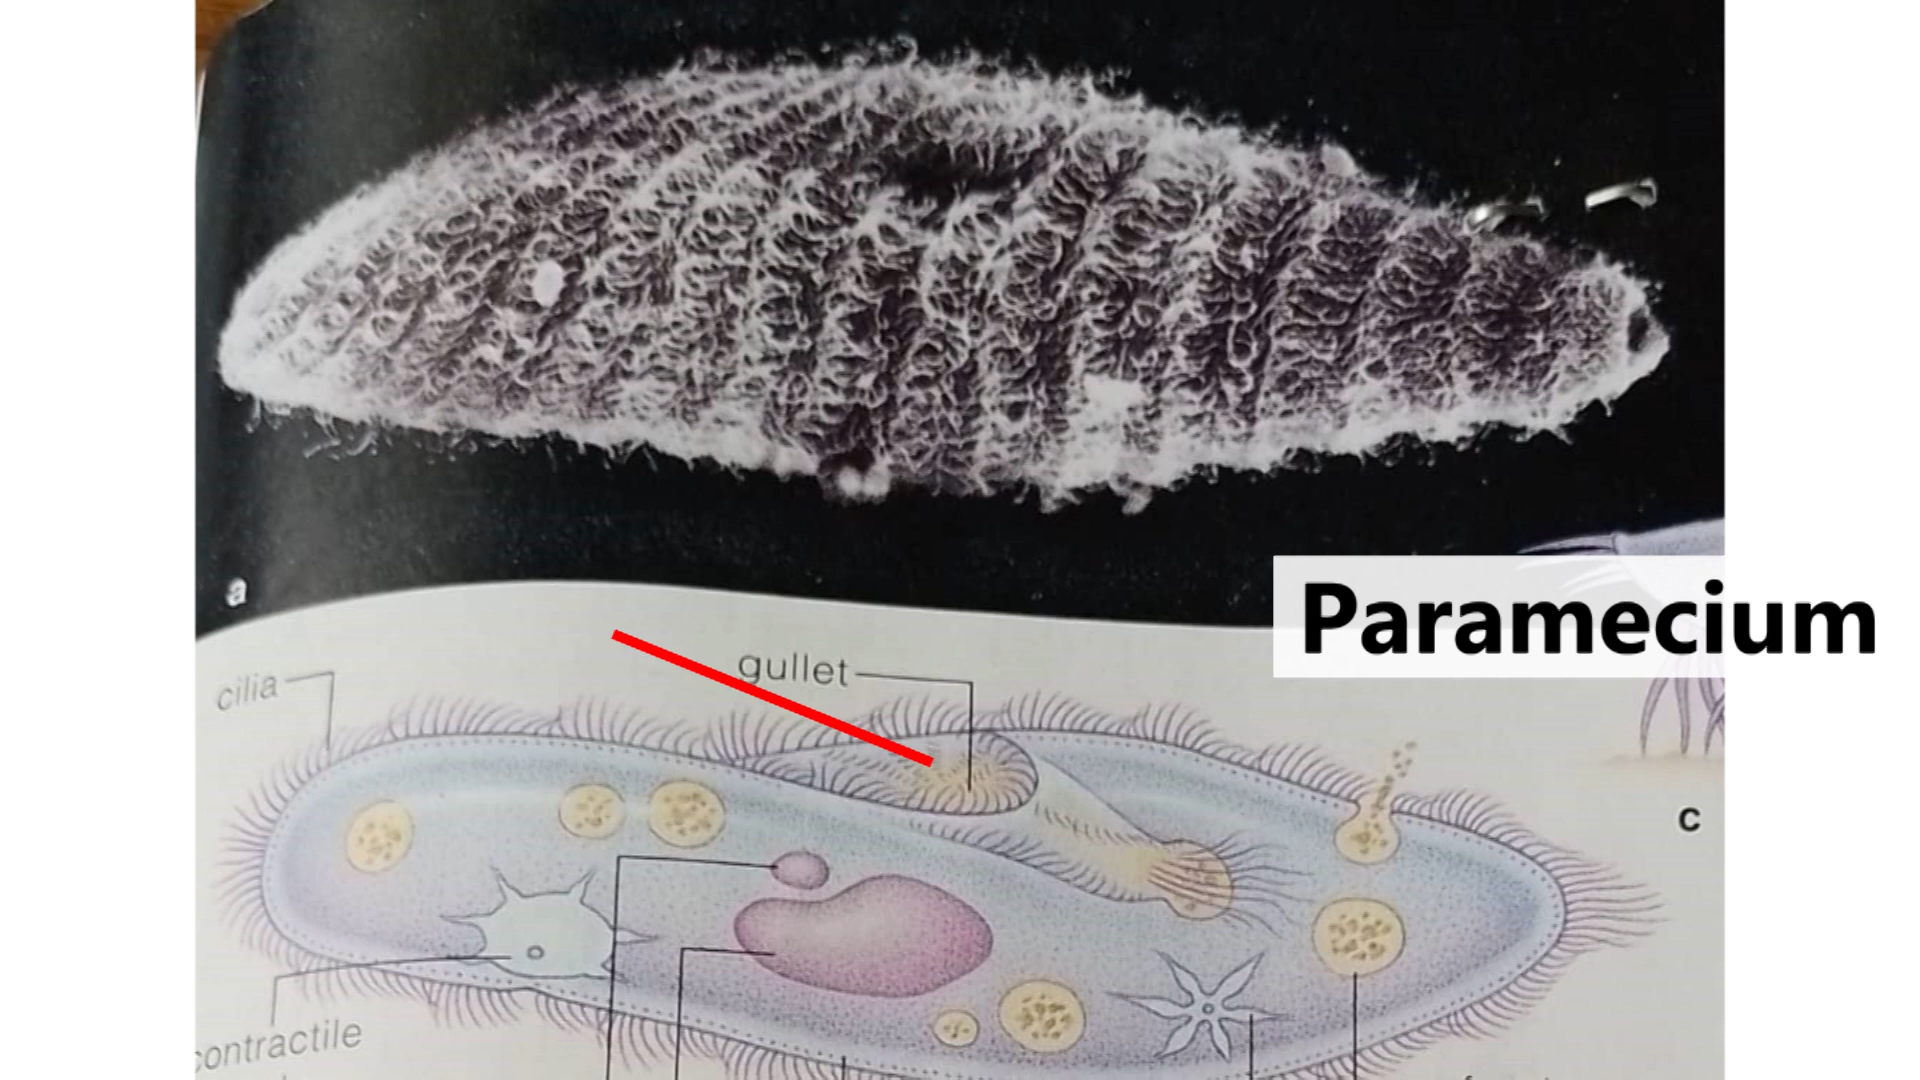 a
Paramecium
gullet
cilia
c
contractile